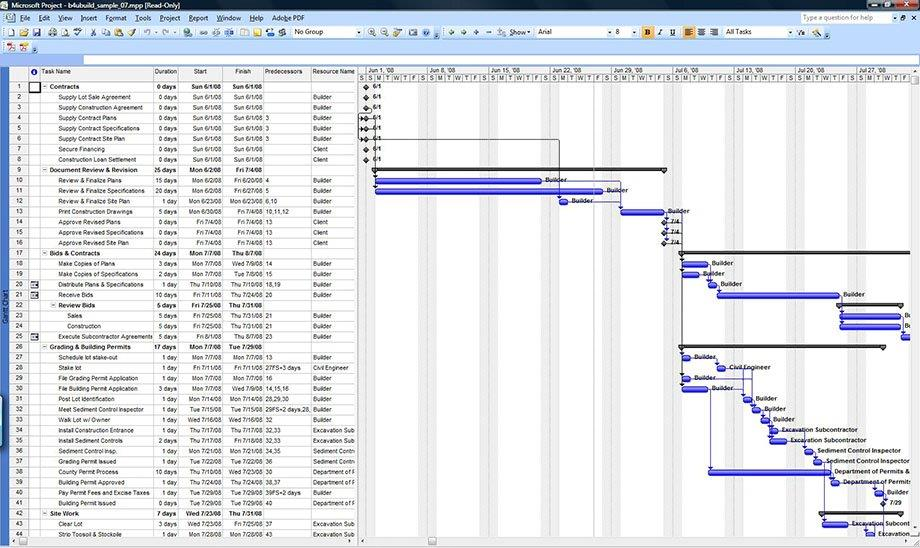 Microsoft Project - b4ubuild_sample_07.mpp [Read-Only]
File Edit View Insert Format Tools Project Report Window Help Adobe PDF
Type a question for help
No Group Show Arial 8 B I U All Tasks
Task Name Duration Start Finish Predecessors Resource Name
Jun 1, '08 Jun 8, '08 Jun 15, '08 Jun 22, '08 Jun 29, '08 Jul 6, '08 Jul 13, '08 Jul 20, '08 Jul 27, '08
1 Contracts 0 days Sun 6/1/08 Sun 6/1/08 6/1
2 Supply Lot Sale Agreement 0 days Sun 6/1/08 Sun 6/1/08 Builder 6/1
3 Supply Construction Agreement 0 days Sun 6/1/08 Sun 6/1/08 Builder 6/1
4 Supply Contract Plans 0 days Sun 6/1/08 Sun 6/1/08 3 Builder 6/1
5 Supply Contract Specifications 0 days Sun 6/1/08 Sun 6/1/08 3 Builder 6/1
6 Supply Contract Site Plan 0 days Sun 6/1/08 Sun 6/1/08 3 Builder 6/1
7 Secure Financing 0 days Sun 6/1/08 Sun 6/1/08 Client 6/1
8 Construction Loan Settlement 0 days Sun 6/1/08 Sun 6/1/08 Client 6/1
9 Document Review & Revision 25 days Mon 6/2/08 Fri 7/4/08
10 Review & Finalize Plans 15 days Mon 6/2/08 Fri 6/20/08 4 Builder Builder
11 Review & Finalize Specifications 20 days Mon 6/2/08 Fri 6/27/08 5 Builder Builder
12 Review & Finalize Site Plan 1 day Mon 6/23/08 Mon 6/23/08 6,10 Builder Builder
13 Print Construction Drawings 5 days Mon 6/30/08 Fri 7/4/08 10,11,12 Builder Builder
14 Approve Revised Plans 0 days Fri 7/4/08 Fri 7/4/08 13 Client 7/4
15 Approve Revised Specifications 0 days Fri 7/4/08 Fri 7/4/08 13 Client 7/4
16 Approve Revised Site Plan 0 days Fri 7/4/08 Fri 7/4/08 13 Client 7/4
17 Bids & Contracts 24 days Mon 7/7/08 Thu 8/7/08
18 Make Copies of Plans 3 days Mon 7/7/08 Wed 7/9/08 14 Builder Builder
19 Make Copies of Specifications 2 days Mon 7/7/08 Tue 7/8/08 15 Builder Builder
20 Distribute Plans & Specifications 1 day Thu 7/10/08 Thu 7/10/08 18,19 Builder Builder
21 Receive Bids 10 days Fri 7/11/08 Thu 7/24/08 20 Builder Builder
22 Review Bids 5 days Fri 7/25/08 Thu 7/31/08
23 Sales 5 days Fri 7/25/08 Thu 7/31/08 21 Builder
24 Construction 5 days Fri 7/25/08 Thu 7/31/08 21 Builder
25 Execute Subcontractor Agreements 5 days Fri 8/1/08 Thu 8/7/08 23 Builder
26 Grading & Building Permits 17 days Mon 7/7/08 Tue 7/29/08
27 Schedule lot stake-out 1 day Mon 7/7/08 Mon 7/7/08 13 Builder Builder
28 Stake lot 1 day Fri 7/11/08 Fri 7/11/08 27FS+3 days Civil Engineer Civil Engineer
29 File Grading Permit Application 1 day Mon 7/7/08 Mon 7/7/08 16 Builder Builder
30 File Building Permit Application 3 days Mon 7/7/08 Wed 7/9/08 14,15,16 Builder Builder
31 Post Lot Identification 1 day Mon 7/14/08 Mon 7/14/08 28,29,30 Builder Builder
32 Meet Sediment Control Inspector 1 day Tue 7/15/08 Tue 7/15/08 29FS+2 days,28, Builder Builder
33 Walk Lot w/ Owner 1 day Wed 7/16/08 Wed 7/16/08 32 Builder Builder
34 Install Construction Entrance 1 day Thu 7/17/08 Thu 7/17/08 32,33 Excavation Sub Excavation Subcontractor
35 Install Sediment Controls 2 days Thu 7/17/08 Fri 7/18/08 32,33 Excavation Sub Excavation Subcontractor
36 Sediment Control Insp. 1 day Mon 7/21/08 Mon 7/21/08 34,35 Sediment Contr Sediment Control Inspector
37 Grading Permit Issued 1 day Tue 7/22/08 Tue 7/22/08 36 Sediment Contr Sediment Control Inspector
38 County Permit Process 10 days Thu 7/10/08 Wed 7/23/08 30 Department of P Department of Permits &
39 Building Permit Approved 1 day Thu 7/24/08 Thu 7/24/08 38,37 Department of P Department of Permits
40 Pay Permit Fees and Excise Taxes 1 day Tue 7/29/08 Tue 7/29/08 39FS+2 days Builder Builder
41 Building Permit Issued 0 days Tue 7/29/08 Tue 7/29/08 40 Department of P 7/29
42 Site Work 7 days Wed 7/23/08 Thu 7/31/08
43 Clear Lot 3 days Wed 7/23/08 Fri 7/25/08 37 Excavation Sub Excavation Subcont
44 Strip Topsoil & Stockpile 1 day Mon 7/28/08 Mon 7/28/08 43 Excavation Sub Excavation
Gantt Chart